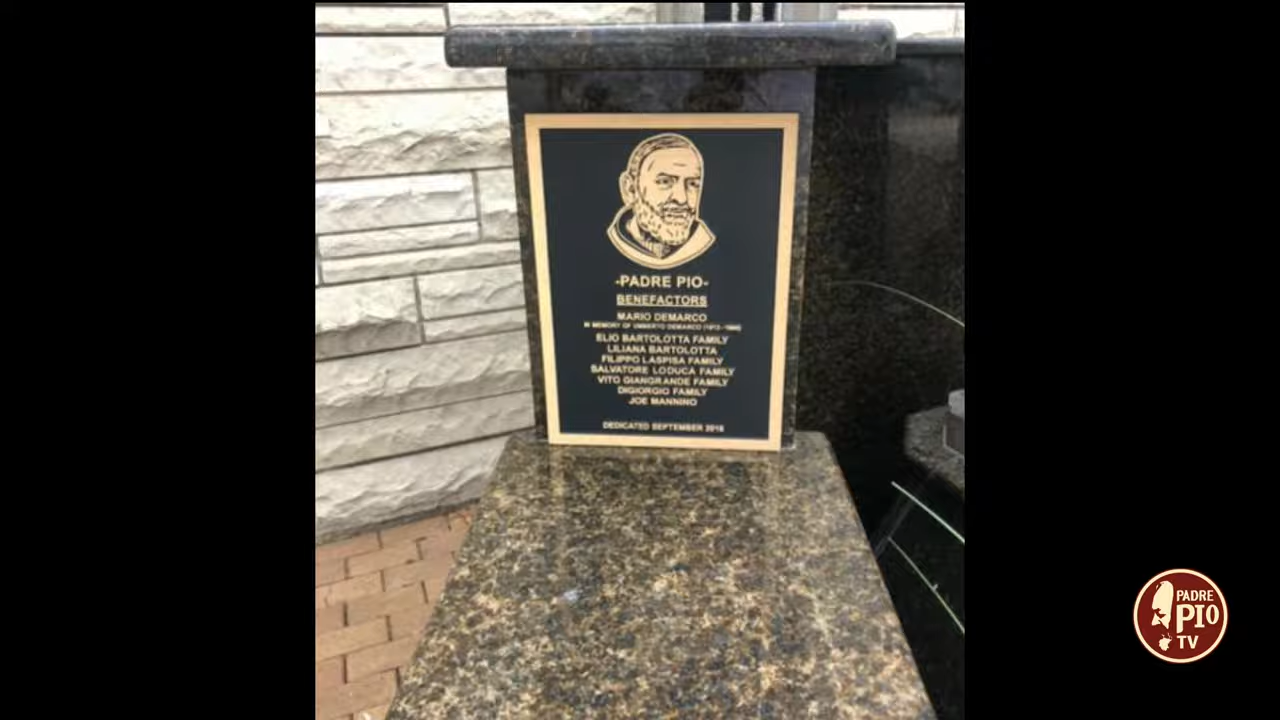 -PADRE PIO-
BENEFACTORS
MARIO DEMARCO
IN MEMORY OF UMBERTO DEMARCO
ELIO BARTOLOTTA FAMILY
LILIANA BARTOLOTTA
FILIPPO LASPISA FAMILY
SALVATORE LODUCA FAMILY
VITO GIANGRANDE FAMILY
DIGIORGIO FAMILY
JOE MANNINO
DEDICATED SEPTEMBER
PADRE
PIO
TV